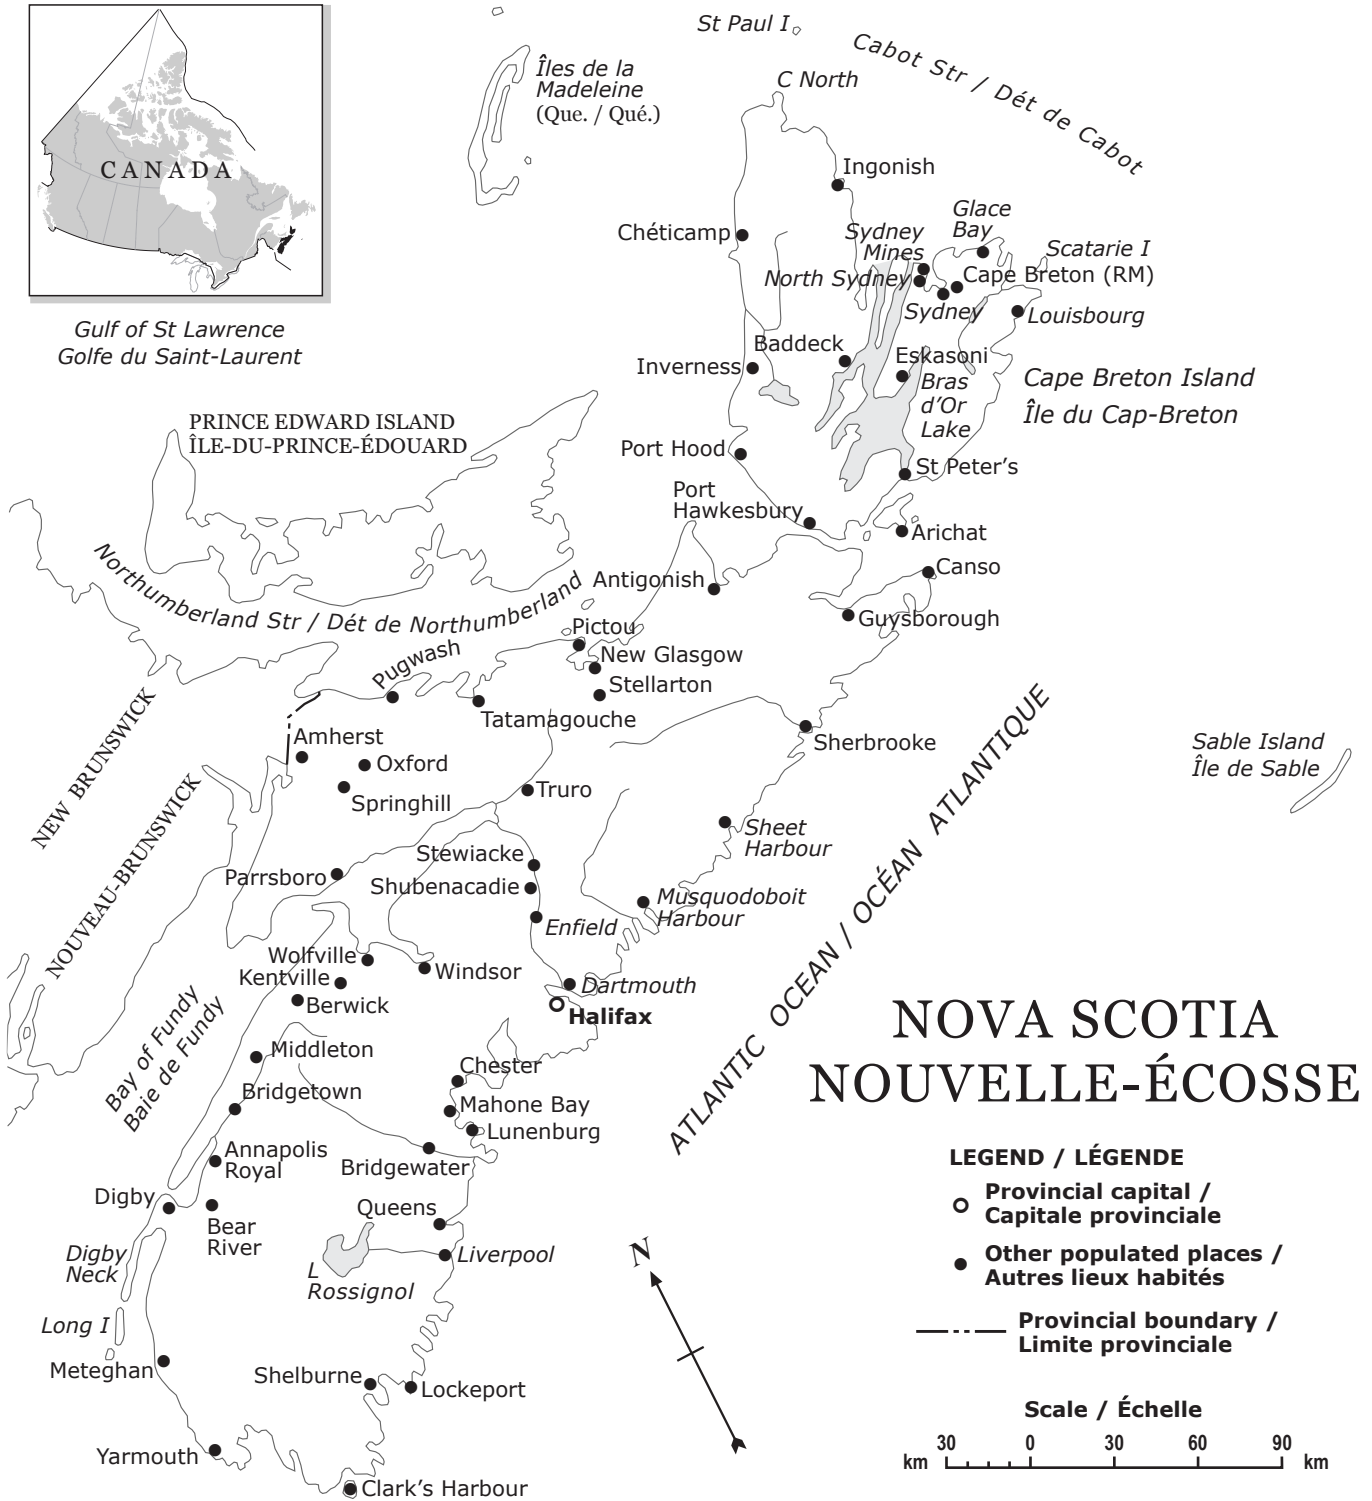 St Paul I
Cabot Str / Dét de Cabot
C North
Îles de la
Madeleine
(Que. / Qué.)
CANADA
Ingonish
Glace
Bay
Chéticamp
Sydney
Mines
Scatarie I
North Sydney
Cape Breton (RM)
Sydney
Louisbourg
Gulf of St Lawrence
Golfe du Saint-Laurent
Baddeck
Eskasoni
Inverness
Bras
d'Or
Lake
Cape Breton Island
Île du Cap-Breton
PRINCE EDWARD ISLAND
ÎLE-DU-PRINCE-ÉDOUARD
Port Hood
St Peter's
Port
Hawkesbury
Arichat
Canso
Northumberland Str / Dét de Northumberland
Antigonish
Guysborough
Pictou
New Glasgow
Pugwash
Stellarton
Tatamagouche
Sherbrooke
Sable Island
Île de Sable
NEW BRUNSWICK
NOUVEAU-BRUNSWICK
Amherst
Oxford
Springhill
Truro
Sheet
Harbour
Stewiacke
Parrsboro
Shubenacadie
Musquodoboit
Harbour
Enfield
ATLANTIC OCEAN / OCÉAN ATLANTIQUE
Wolfville
Kentville
Windsor
Berwick
Dartmouth
Halifax
Bay of Fundy
Baie de Fundy
NOVA SCOTIA
NOUVELLE-ÉCOSSE
Middleton
Chester
Bridgetown
Mahone Bay
Lunenburg
Annapolis
Royal
Bridgewater
Digby
Queens
Bear
River
Digby
Neck
Liverpool
L
Rossignol
Long I
Meteghan
Shelburne
Lockeport
Yarmouth
Clark's Harbour
N
LEGEND / LÉGENDE
Provincial capital /
Capitale provinciale
Other populated places /
Autres lieux habités
Provincial boundary /
Limite provinciale
Scale / Échelle
30 0 30 60 90
km km